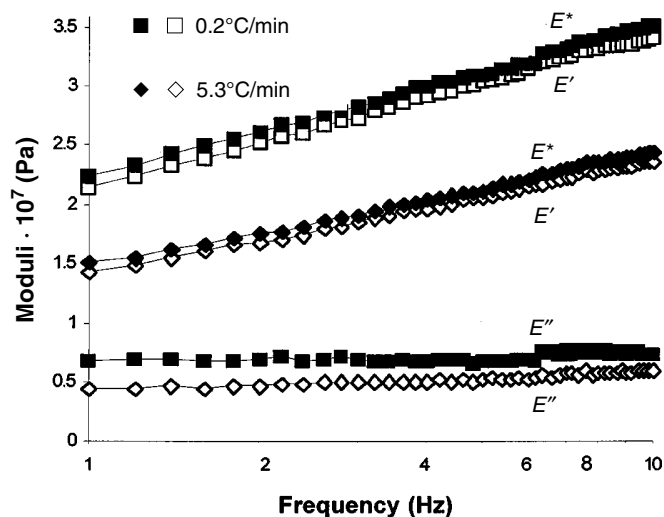 3.5
3
2.5
2
1.5
1
0.5
0
Moduli · 10⁷ (Pa)
0.2°C/min
5.3°C/min
E*
E′
E*
E′
E″
E″
1
2
4
6
8
10
Frequency (Hz)